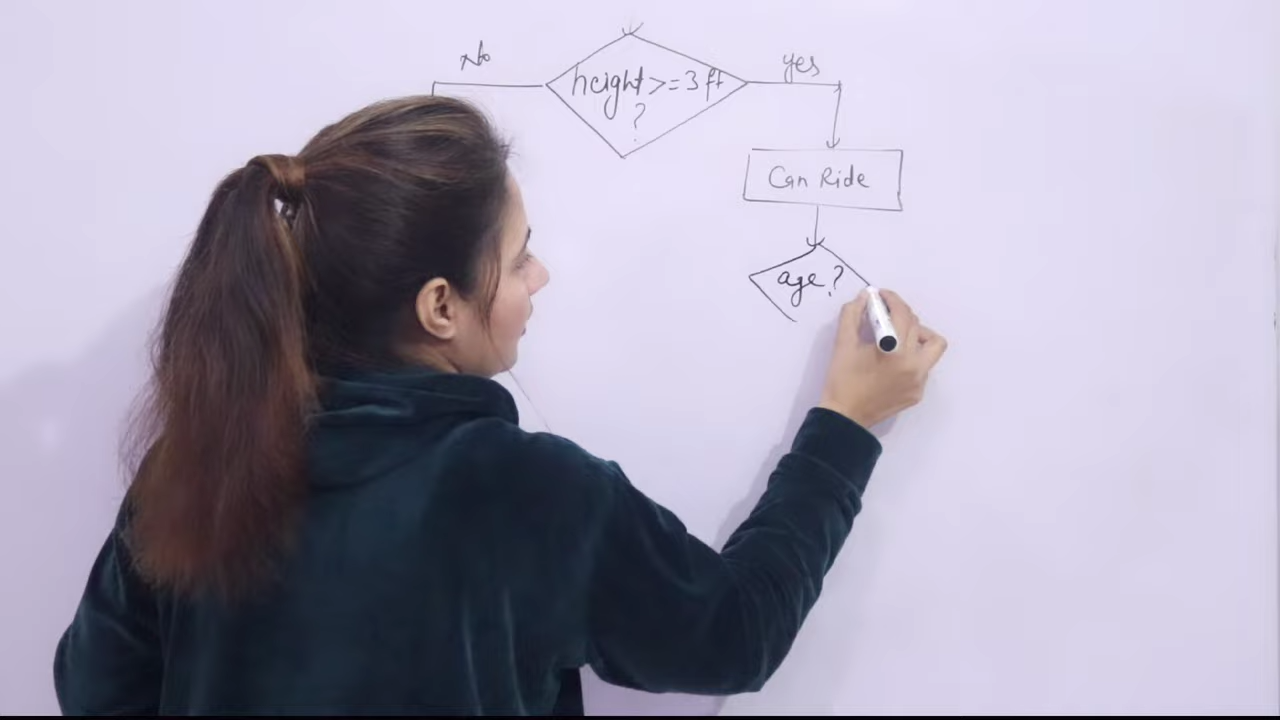 No
yes
height>=3 ft
?
Can Ride
age?